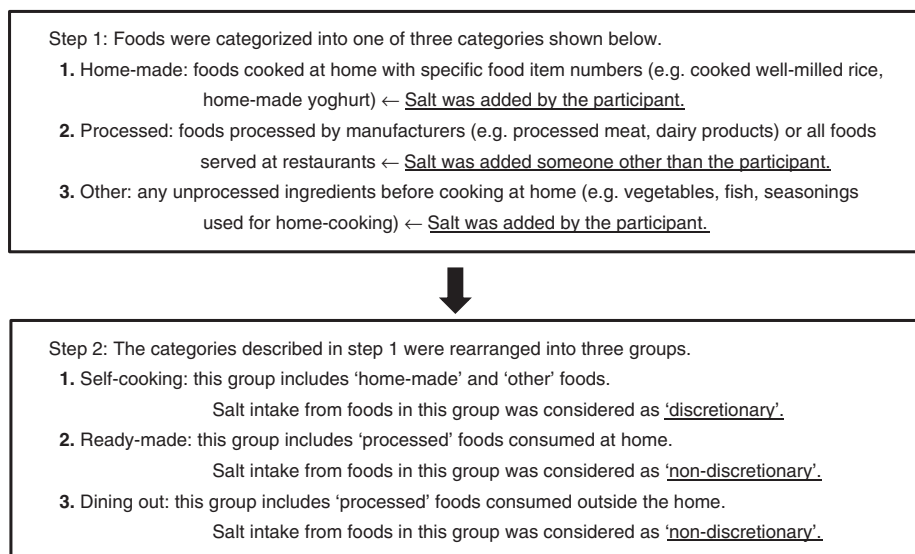 Step 1: Foods were categorized into one of three categories shown below.
1. Home-made: foods cooked at home with specific food item numbers (e.g. cooked well-milled rice,
home-made yoghurt) ← Salt was added by the participant.
2. Processed: foods processed by manufacturers (e.g. processed meat, dairy products) or all foods
served at restaurants ← Salt was added someone other than the participant.
3. Other: any unprocessed ingredients before cooking at home (e.g. vegetables, fish, seasonings
used for home-cooking) ← Salt was added by the participant.
Step 2: The categories described in step 1 were rearranged into three groups.
1. Self-cooking: this group includes ‘home-made’ and ‘other’ foods.
Salt intake from foods in this group was considered as ‘discretionary’.
2. Ready-made: this group includes ‘processed’ foods consumed at home.
Salt intake from foods in this group was considered as ‘non-discretionary’.
3. Dining out: this group includes ‘processed’ foods consumed outside the home.
Salt intake from foods in this group was considered as ‘non-discretionary’.